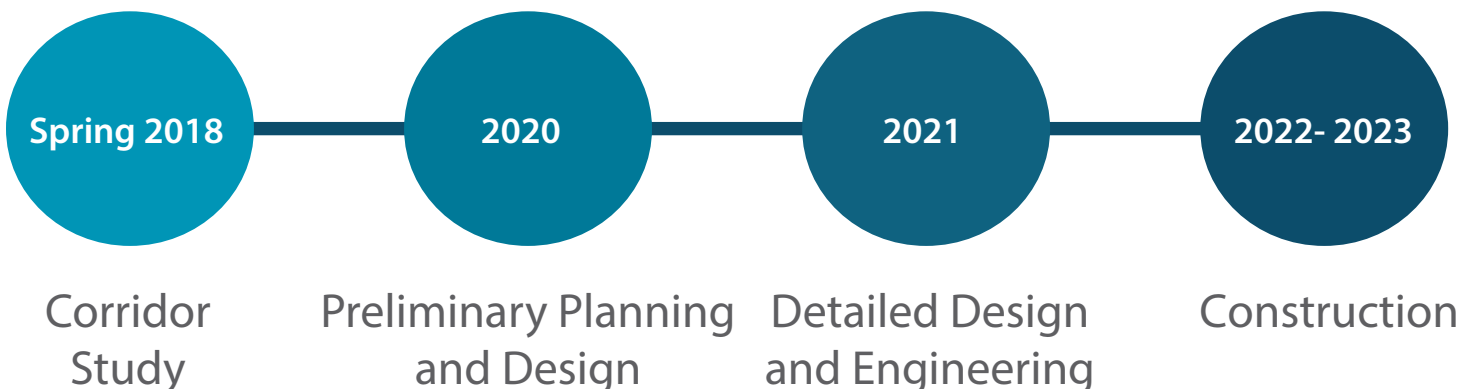 Spring 2018
2020
2021
2022- 2023
Corridor
Study
Preliminary Planning
and Design
Detailed Design
and Engineering
Construction